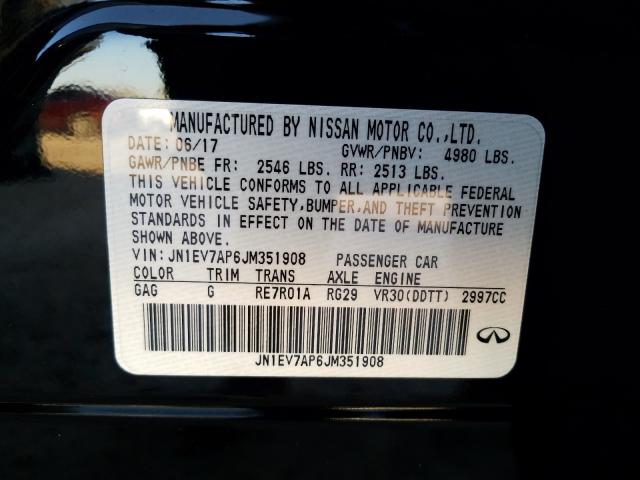 MANUFACTURED BY NISSAN MOTOR CO.,LTD.
DATE: 06/17 GVWR/PNBV: 4980 LBS.
GAWR/PNBE FR: 2546 LBS. RR: 2513 LBS.
THIS VEHICLE CONFORMS TO ALL APPLICABLE FEDERAL
MOTOR VEHICLE SAFETY,BUMPER,AND THEFT PREVENTION
STANDARDS IN EFFECT ON THE DATE OF MANUFACTURE
SHOWN ABOVE.
VIN: JN1EV7AP6JM351908 PASSENGER CAR
COLOR TRIM TRANS AXLE ENGINE
GAG G RE7R01A RG29 VR30(DDTT) 2997CC
JN1EV7AP6JM351908